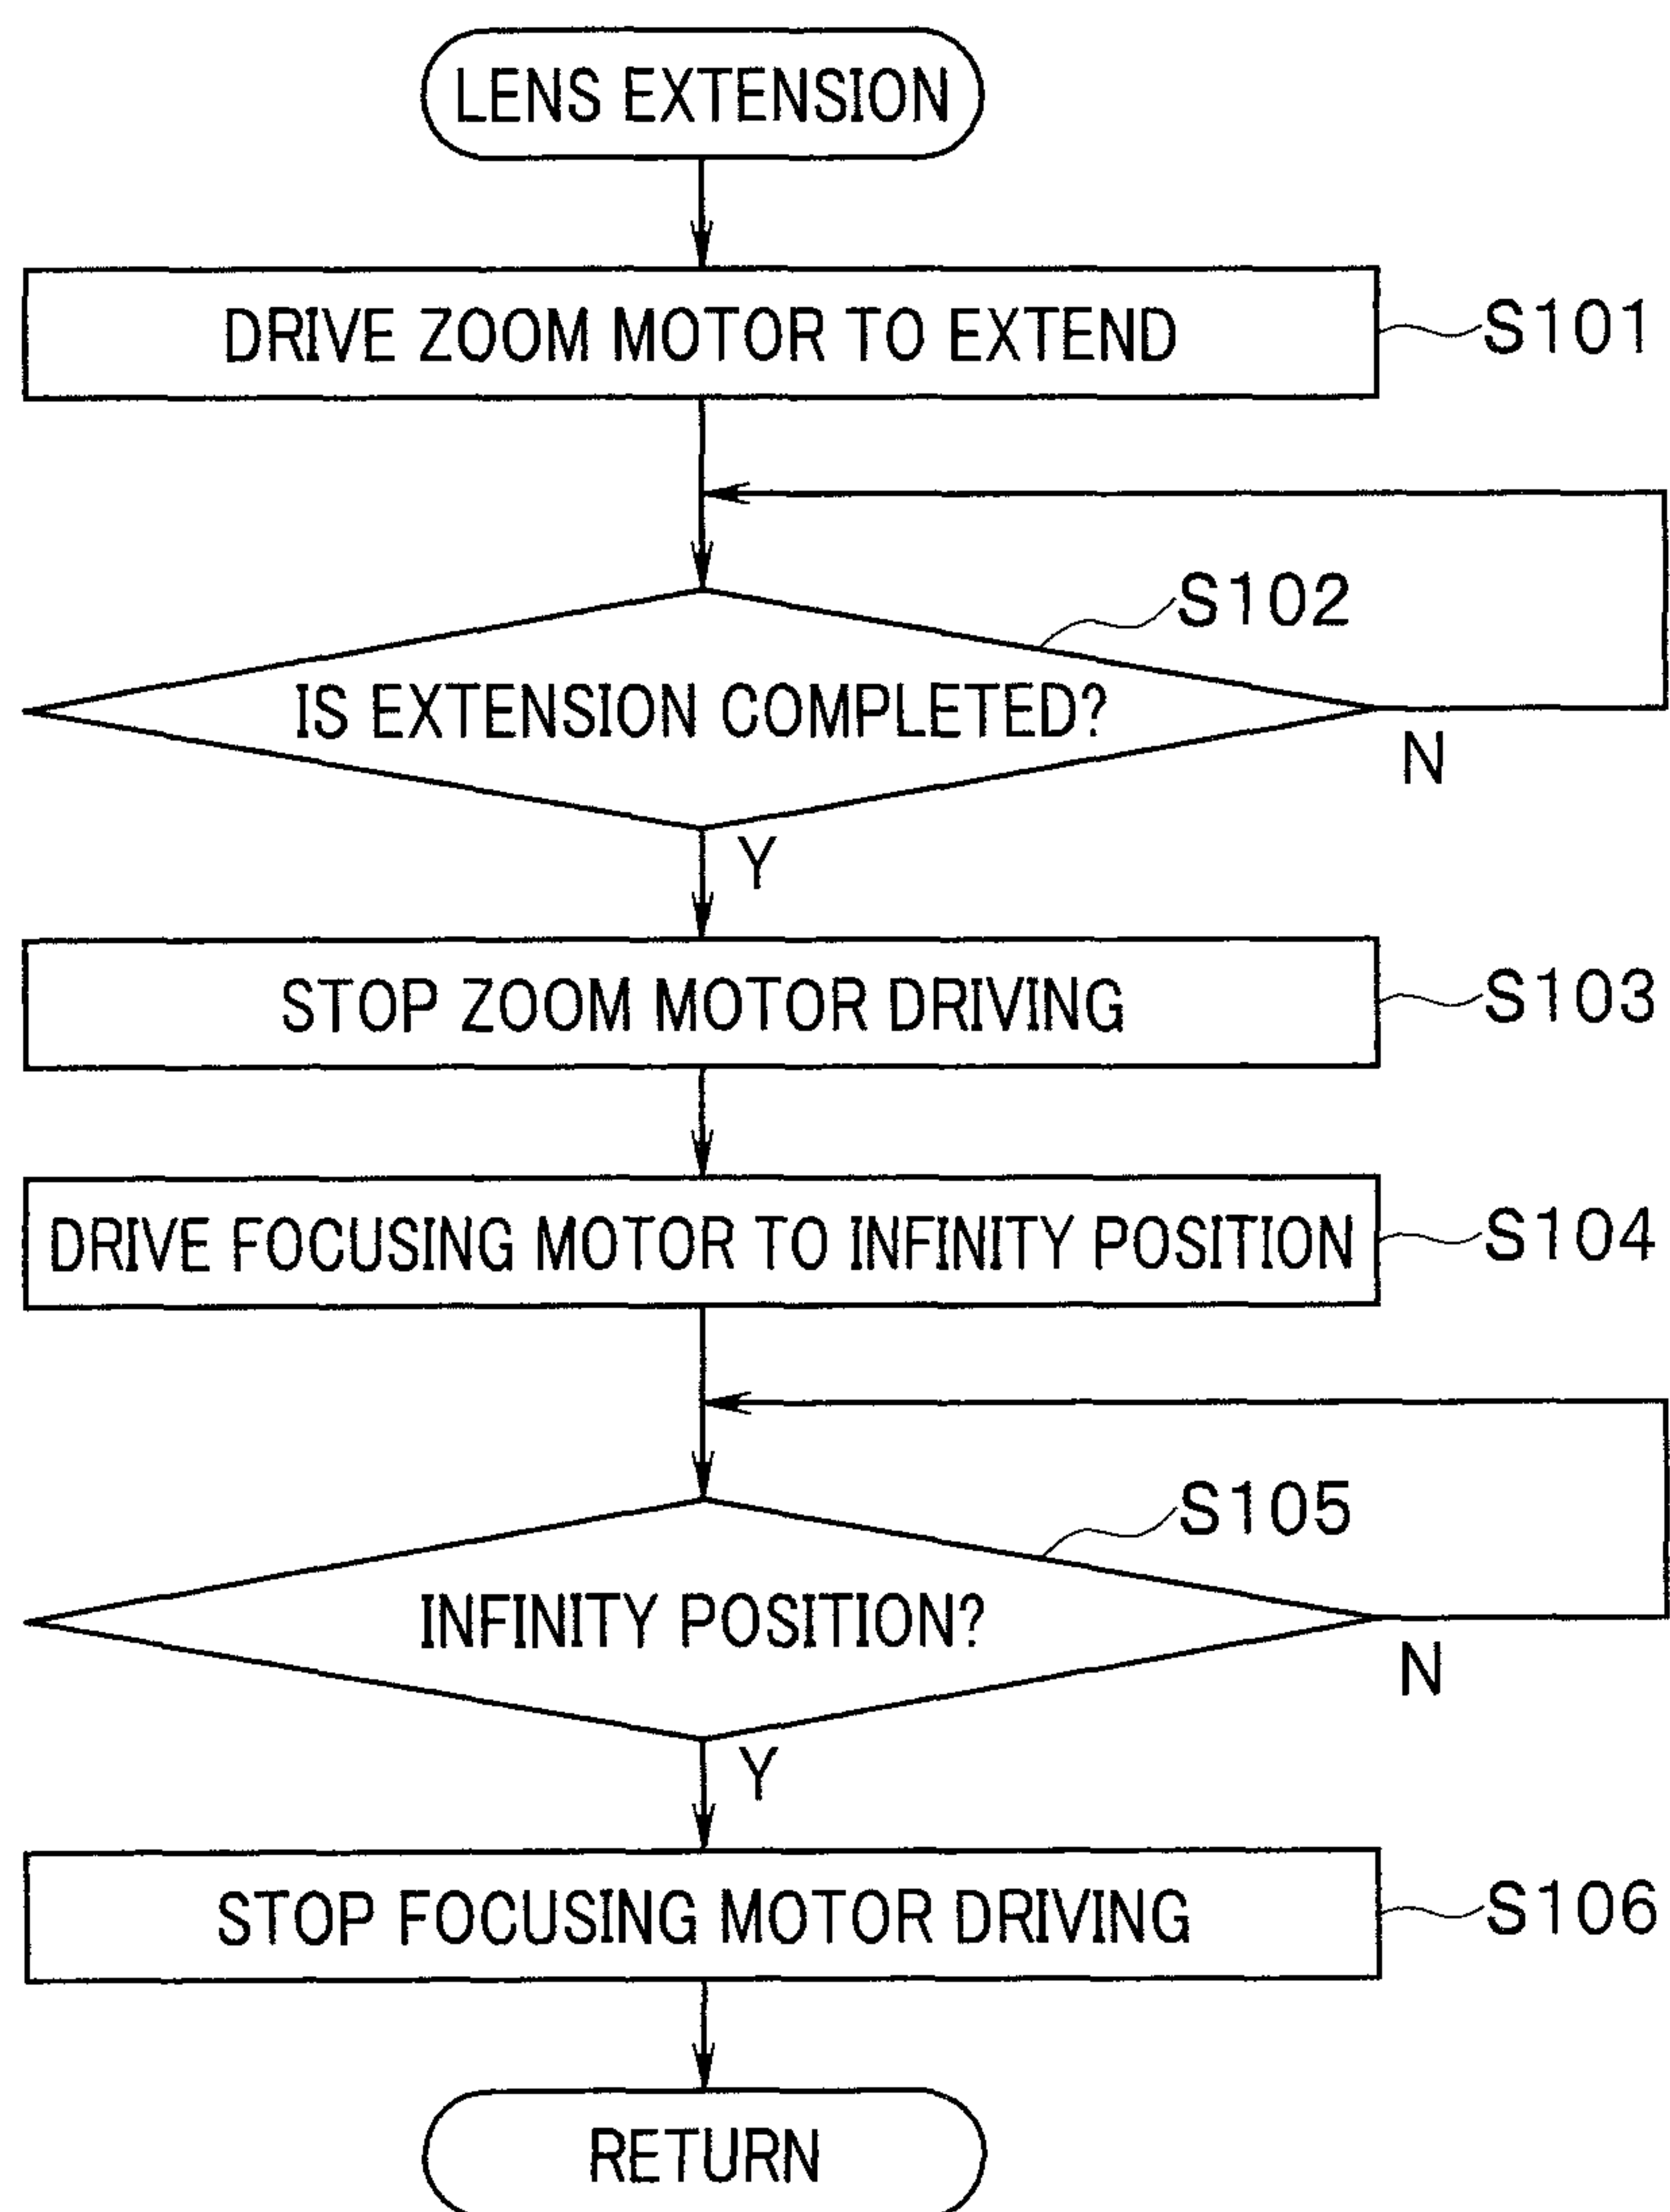 LENS EXTENSION
DRIVE ZOOM MOTOR TO EXTEND
S101
S102
IS EXTENSION COMPLETED?
N
Y
STOP ZOOM MOTOR DRIVING
S103
DRIVE FOCUSING MOTOR TO INFINITY POSITION
S104
S105
INFINITY POSITION?
N
Y
STOP FOCUSING MOTOR DRIVING
S106
RETURN